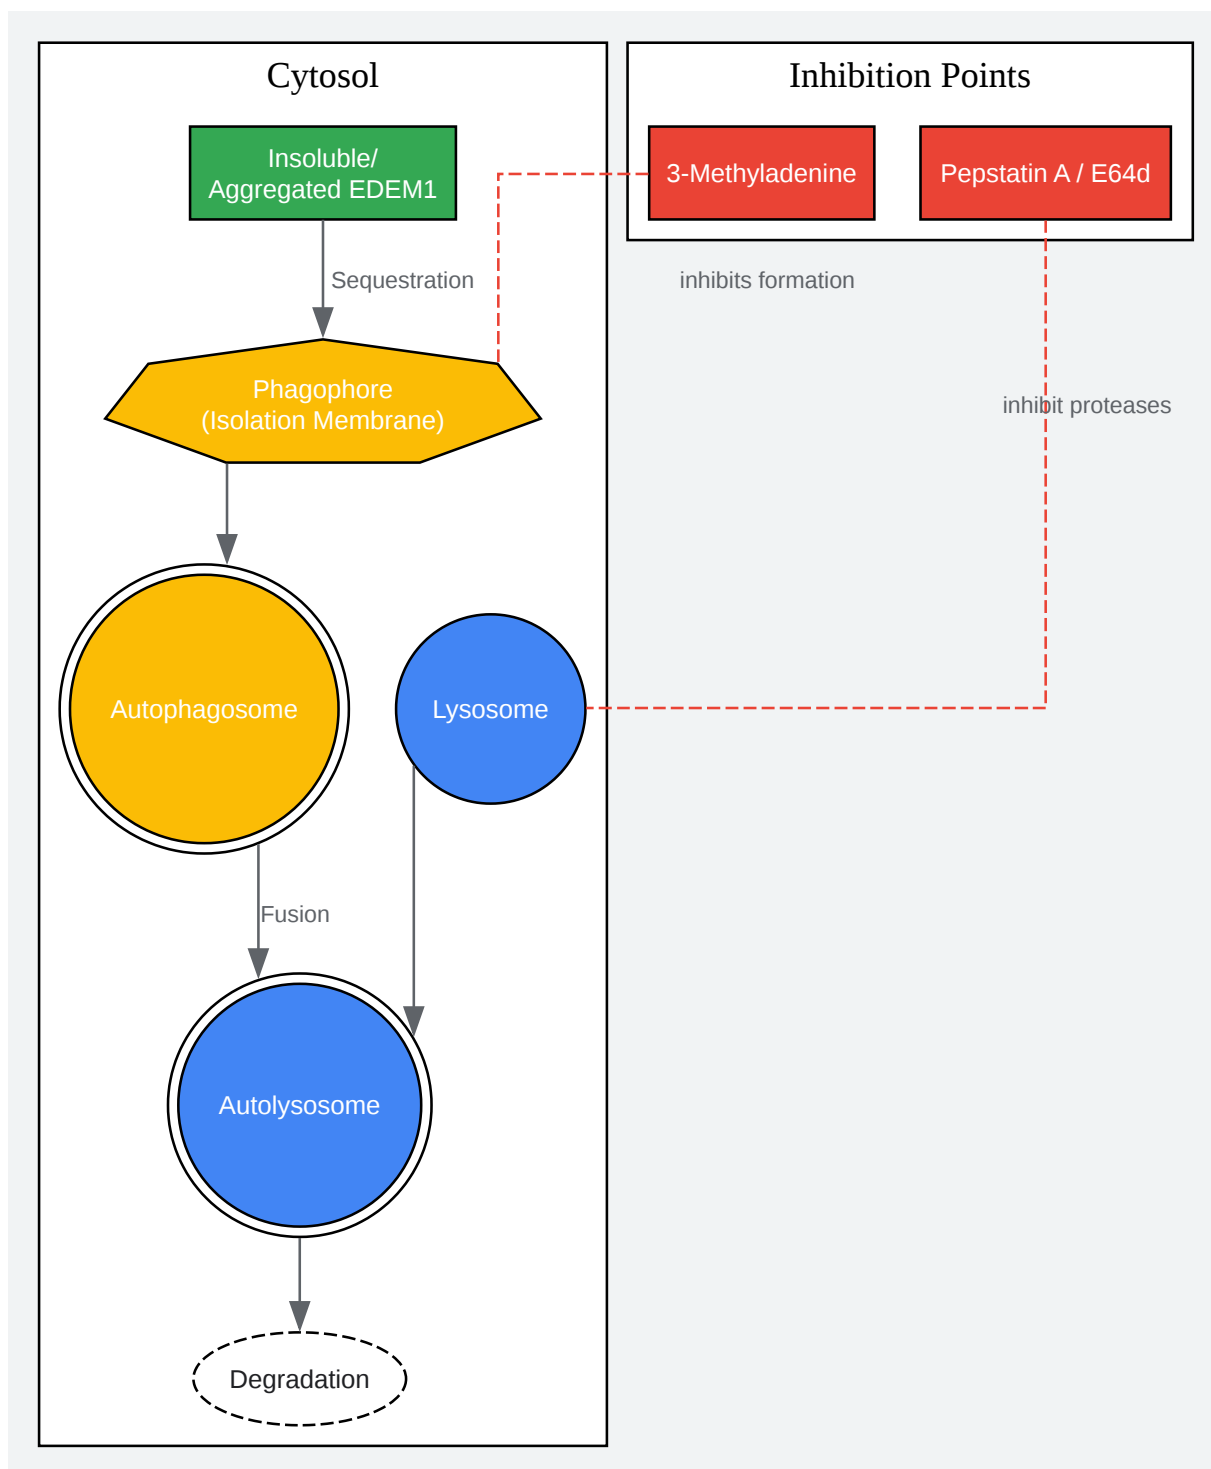 Cytosol
Inhibition Points
Insoluble/
Aggregated EDEM1
3-Methyladenine
Pepstatin A / E64d
Sequestration
inhibits formation
Phagophore
(Isolation Membrane)
inhibit proteases
Autophagosome
Lysosome
Fusion
Autolysosome
Degradation